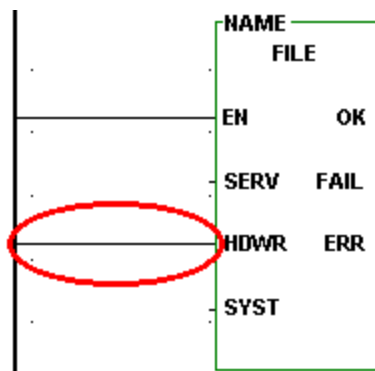 NAME
FILE
EN OK
SERV FAIL
HDWR ERR
SYST